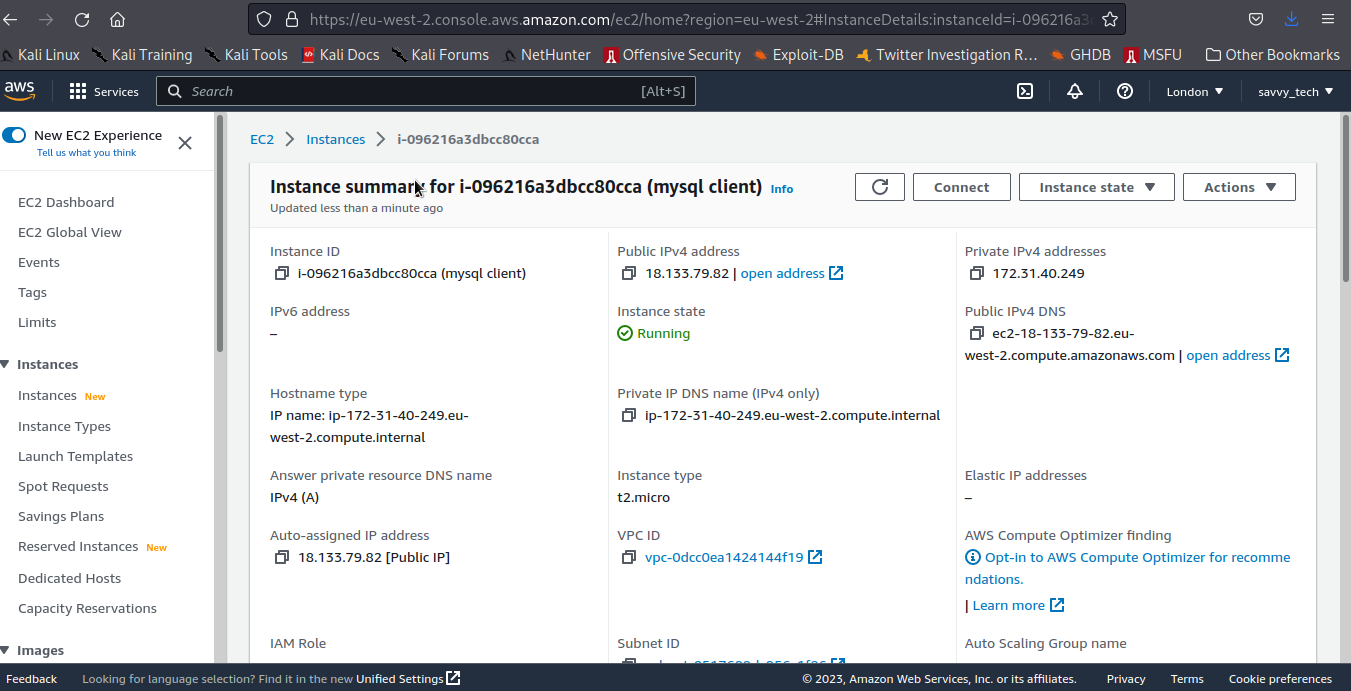 https://eu-west-2.console.aws.amazon.com/ec2/home?region=eu-west-2#InstanceDetails:instanceId=i-096216a3
Kali Linux Kali Training Kali Tools Kali Docs Kali Forums NetHunter Offensive Security Exploit-DB Twitter Investigation R... GHDB MSFU Other Bookmarks
aws Services Search [Alt+S] London savvy_tech
New EC2 Experience
Tell us what you think
EC2 Dashboard
EC2 Global View
Events
Tags
Limits
Instances
Instances New
Instance Types
Launch Templates
Spot Requests
Savings Plans
Reserved Instances New
Dedicated Hosts
Capacity Reservations
Images
EC2 Instances i-096216a3dbcc80cca
Instance summary for i-096216a3dbcc80cca (mysql client) Info
Updated less than a minute ago
Connect Instance state Actions
Instance ID
i-096216a3dbcc80cca (mysql client)
Public IPv4 address
18.133.79.82 | open address
Private IPv4 addresses
172.31.40.249
IPv6 address
–
Instance state
Running
Public IPv4 DNS
ec2-18-133-79-82.eu-
west-2.compute.amazonaws.com | open address
Hostname type
IP name: ip-172-31-40-249.eu-
west-2.compute.internal
Private IP DNS name (IPv4 only)
ip-172-31-40-249.eu-west-2.compute.internal
Answer private resource DNS name
IPv4 (A)
Instance type
t2.micro
Elastic IP addresses
–
Auto-assigned IP address
18.133.79.82 [Public IP]
VPC ID
vpc-0dcc0ea1424144f19
AWS Compute Optimizer finding
Opt-in to AWS Compute Optimizer for recomme
ndations.
| Learn more
IAM Role
Subnet ID
Auto Scaling Group name
Feedback Looking for language selection? Find it in the new Unified Settings © 2023, Amazon Web Services, Inc. or its affiliates. Privacy Terms Cookie preferences